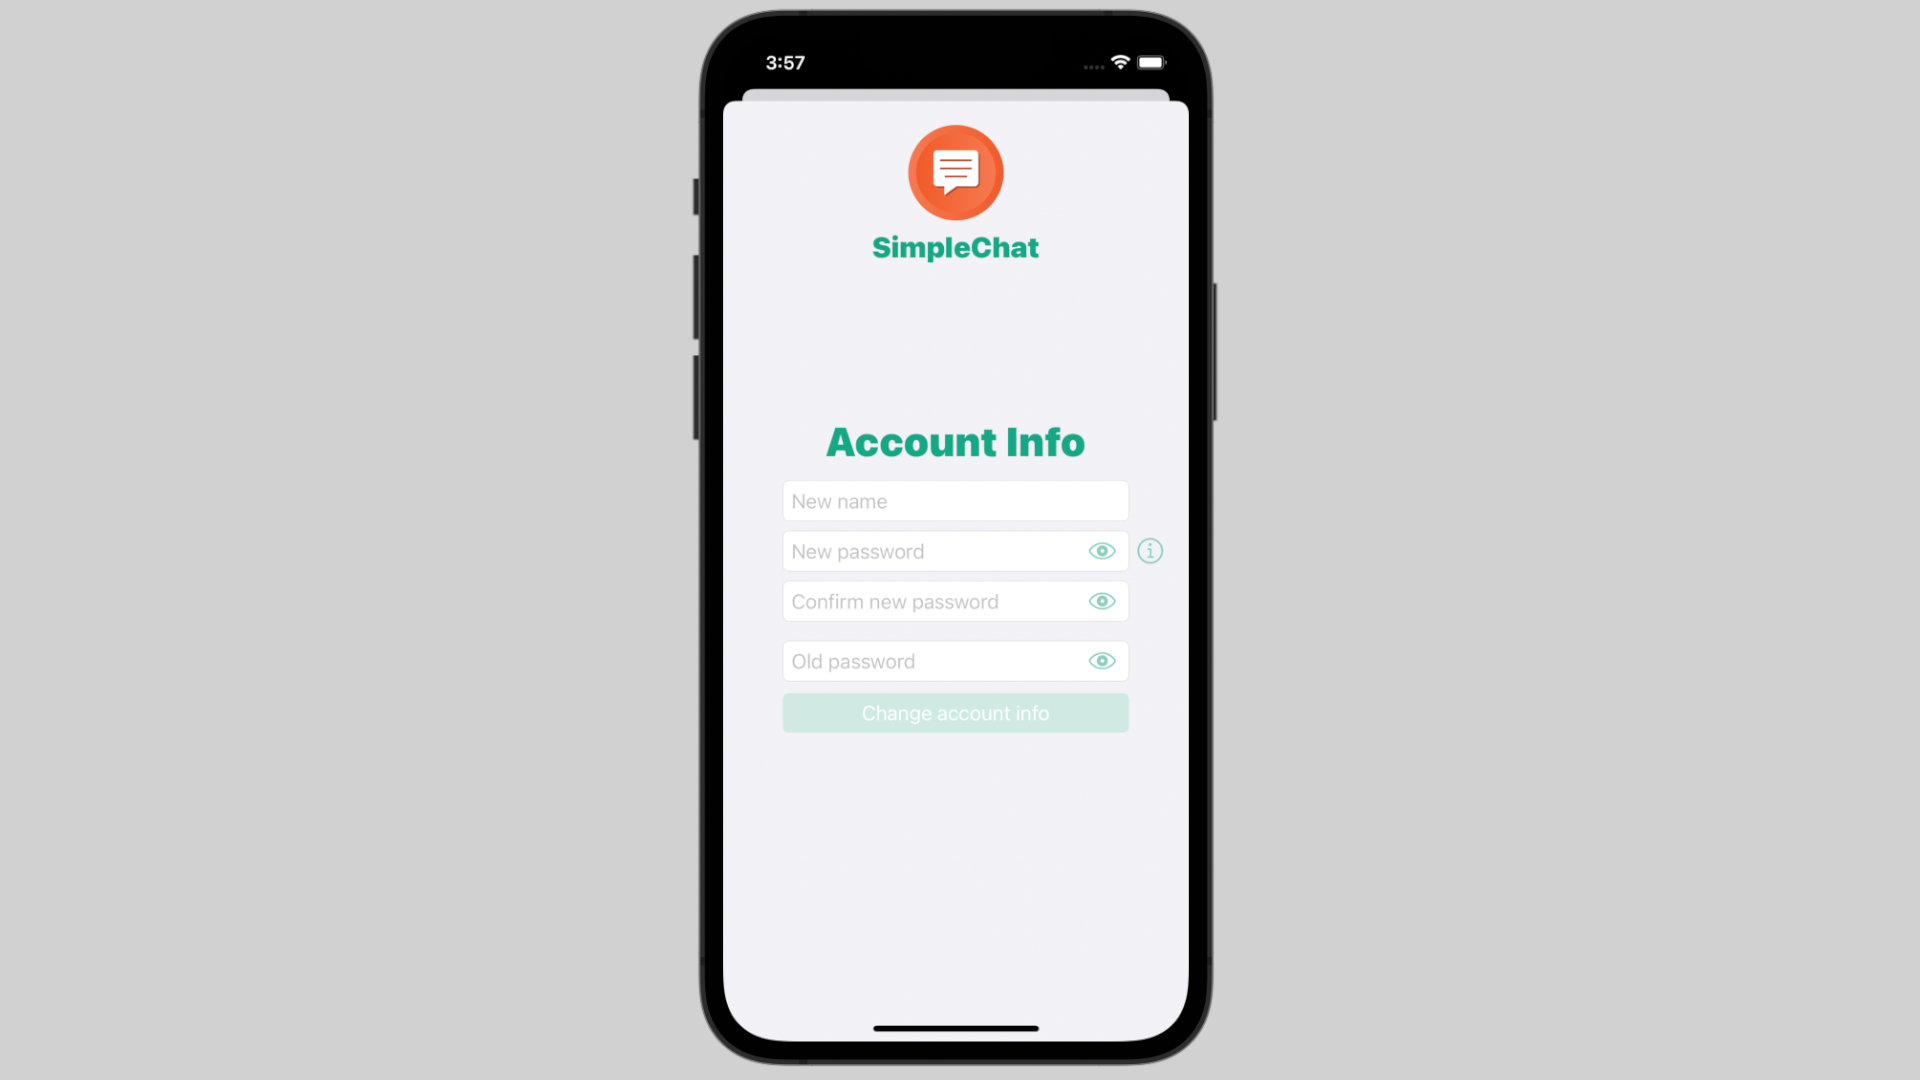 3:57
SimpleChat
Account Info
New name
New password
Confirm new password
Old password
Change account info